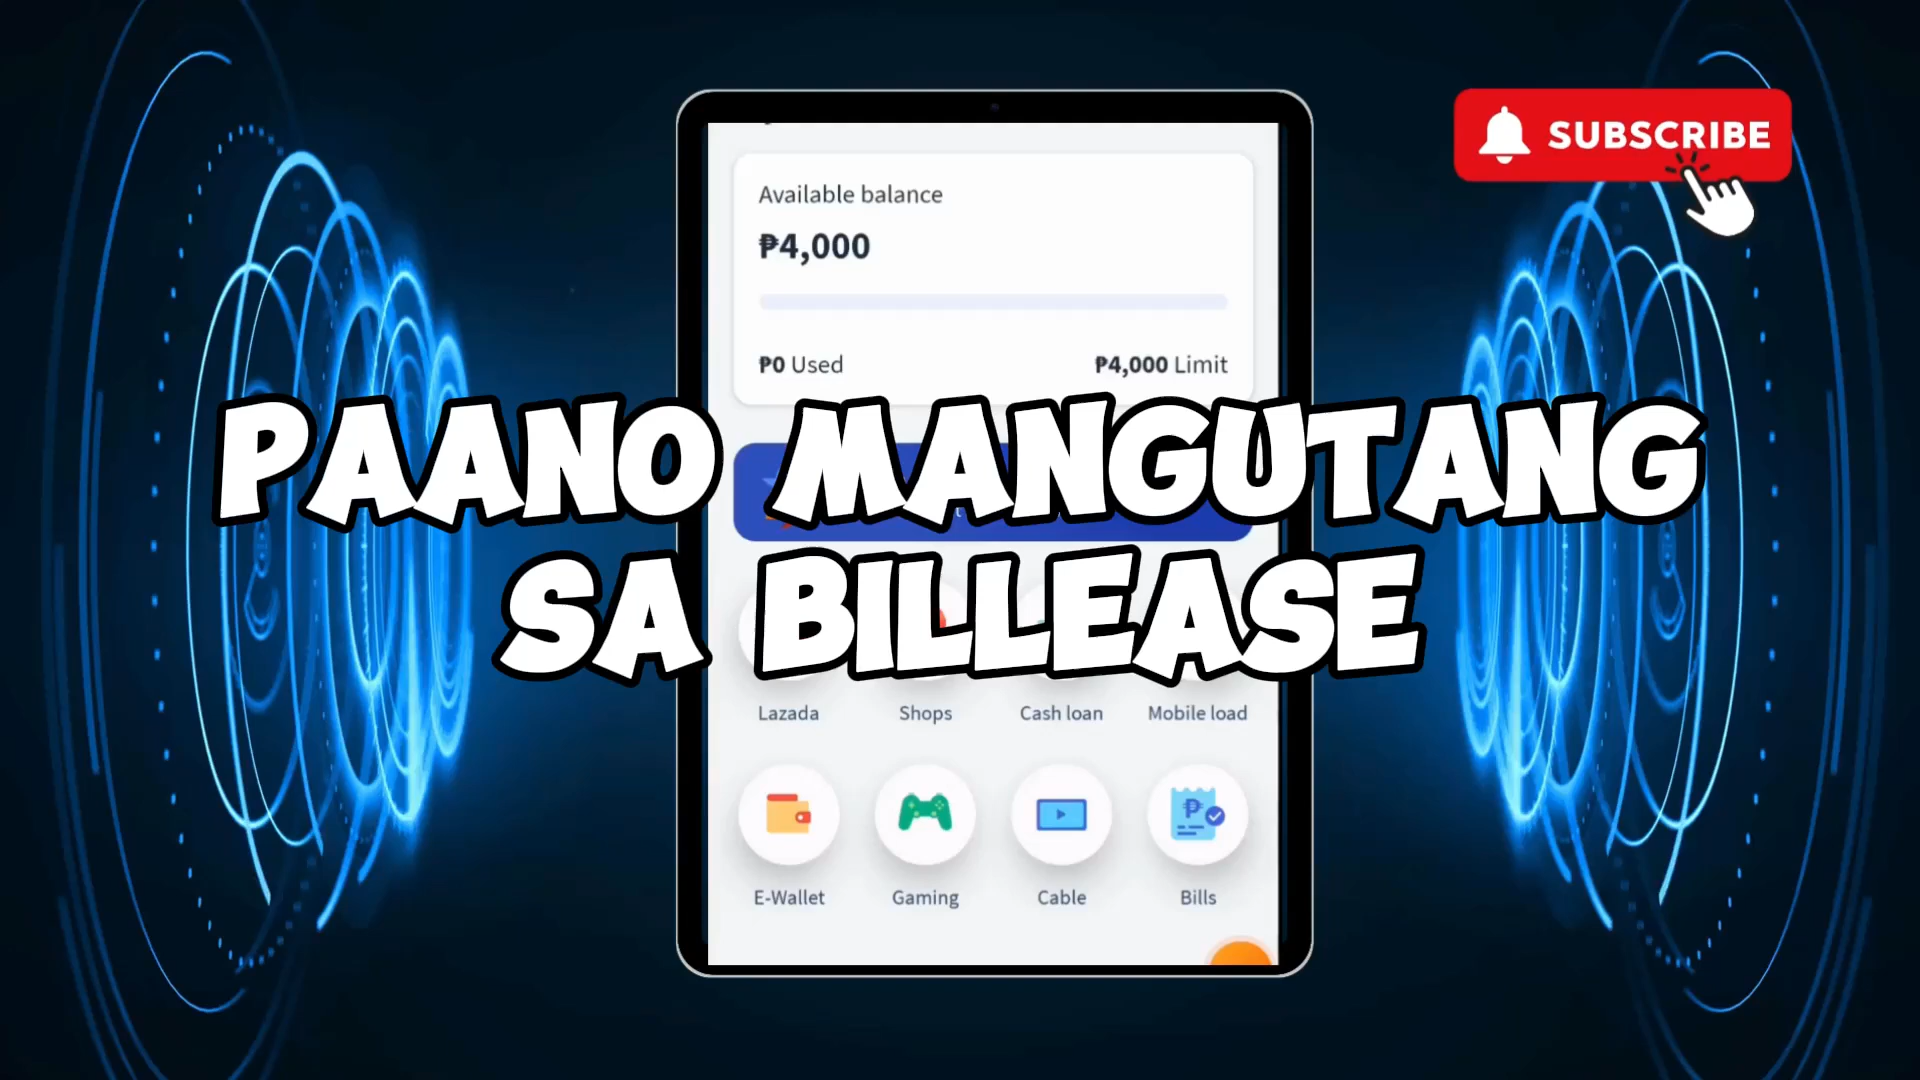 SUBSCRIBE
Available balance
₱4,000
₱0 Used
₱4,000 Limit
PAANO MANGUTANG
SA BILLEASE
Lazada
Shops
Cash loan
Mobile load
E-Wallet
Gaming
Cable
Bills